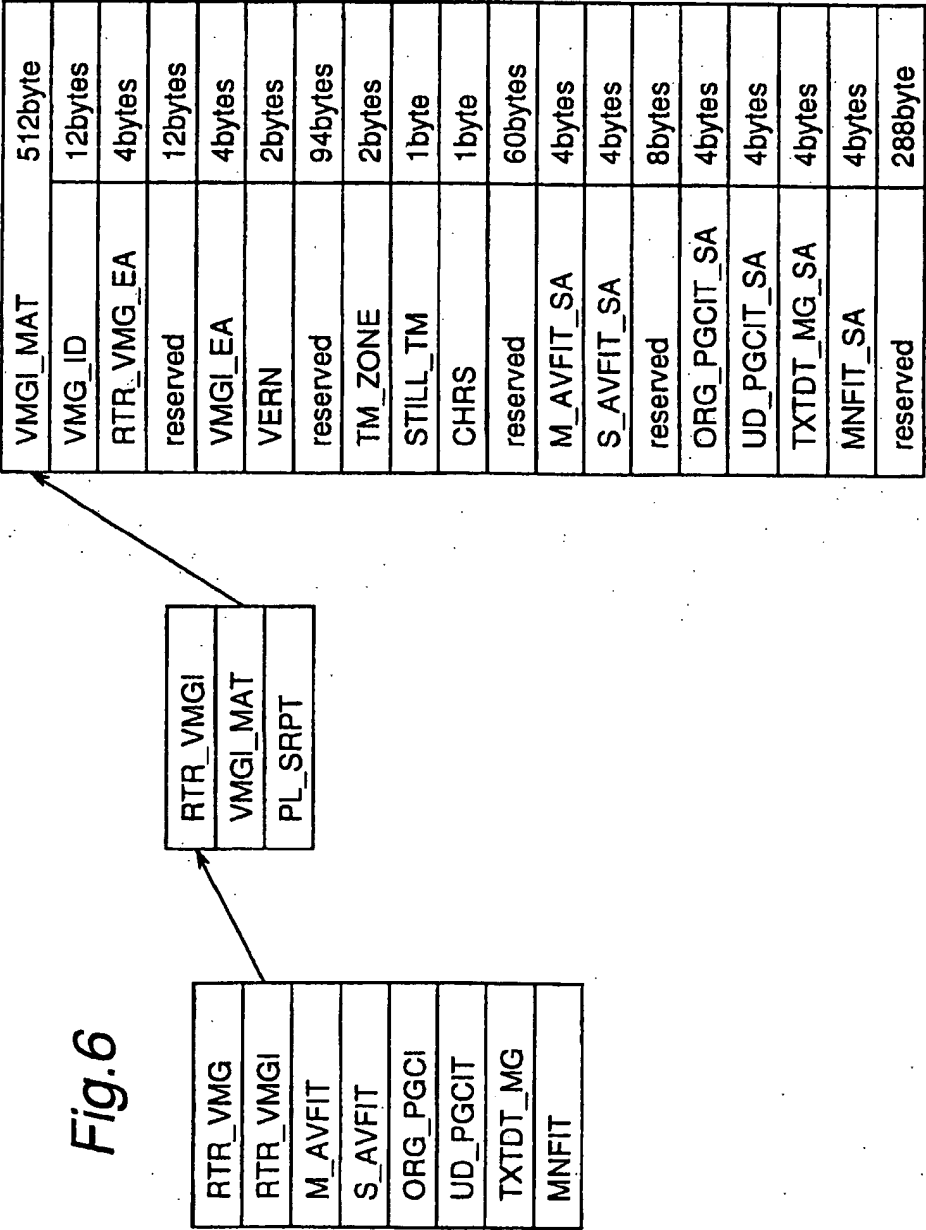 Fig.6
RTR_VMG
RTR_VMGI
M_AVFIT
S_AVFIT
ORG_PGCI
UD_PGCIT
TXTDT_MG
MNFIT
RTR_VMGI
VMGI_MAT
PL_SRPT
VMGI_MAT 512byte
VMG_ID 12bytes
RTR_VMG_EA 4bytes
reserved 12bytes
VMGI_EA 4bytes
VERN 2bytes
reserved 94bytes
TM_ZONE 2bytes
STILL_TM 1byte
CHRS 1byte
reserved 60bytes
M_AVFIT_SA 4bytes
S_AVFIT_SA 4bytes
reserved 8bytes
ORG_PGCIT_SA 4bytes
UD_PGCIT_SA 4bytes
TXTDT_MG_SA 4bytes
MNFIT_SA 4bytes
reserved 288byte